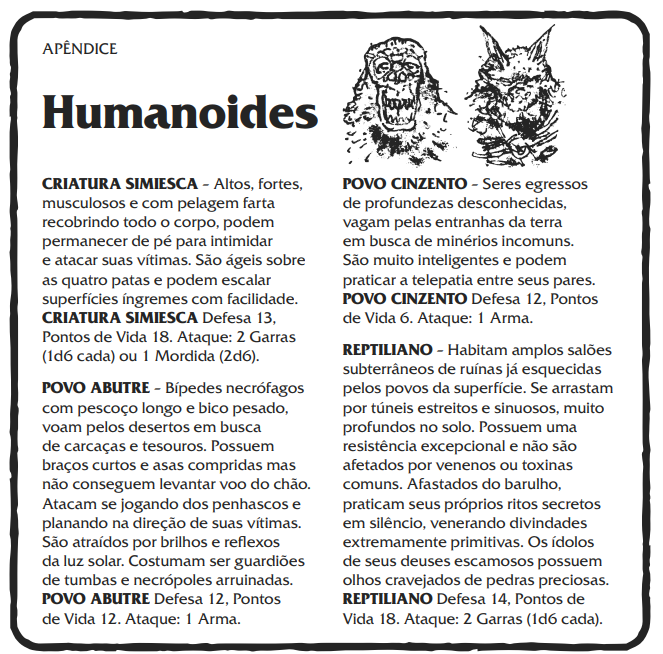 APÊNDICE
Humanoides
CRIATURA SIMIESCA - Altos, fortes,
musculosos e com pelagem farta
recobrindo todo o corpo, podem
permanecer de pé para intimidar
e atacar suas vítimas. São ágeis sobre
as quatro patas e podem escalar
superfícies íngremes com facilidade.
CRIATURA SIMIESCA Defesa 13,
Pontos de Vida 18. Ataque: 2 Garras
(1d6 cada) ou 1 Mordida (2d6).
POVO ABUTRE - Bípedes necrófagos
com pescoço longo e bico pesado,
voam pelos desertos em busca
de carcaças e tesouros. Possuem
braços curtos e asas compridas mas
não conseguem levantar voo do chão.
Atacam se jogando dos penhascos e
planando na direção de suas vítimas.
São atraídos por brilhos e reflexos
da luz solar. Costumam ser guardiões
de tumbas e necrópoles arruinadas.
POVO ABUTRE Defesa 12, Pontos
de Vida 12. Ataque: 1 Arma.
POVO CINZENTO - Seres egressos
de profundezas desconhecidas,
vagam pelas entranhas da terra
em busca de minérios incomuns.
São muito inteligentes e podem
praticar a telepatia entre seus pares.
POVO CINZENTO Defesa 12, Pontos
de Vida 6. Ataque: 1 Arma.
REPTILIANO - Habitam amplos salões
subterrâneos de ruínas já esquecidas
pelos povos da superfície. Se arrastam
por túneis estreitos e sinuosos, muito
profundos no solo. Possuem uma
resistência excepcional e não são
afetados por venenos ou toxinas
comuns. Afastados do barulho,
praticam seus próprios ritos secretos
em silêncio, venerando divindades
extremamente primitivas. Os ídolos
de seus deuses escamosos possuem
olhos cravejados de pedras preciosas.
REPTILIANO Defesa 14, Pontos de
Vida 18. Ataque: 2 Garras (1d6 cada).